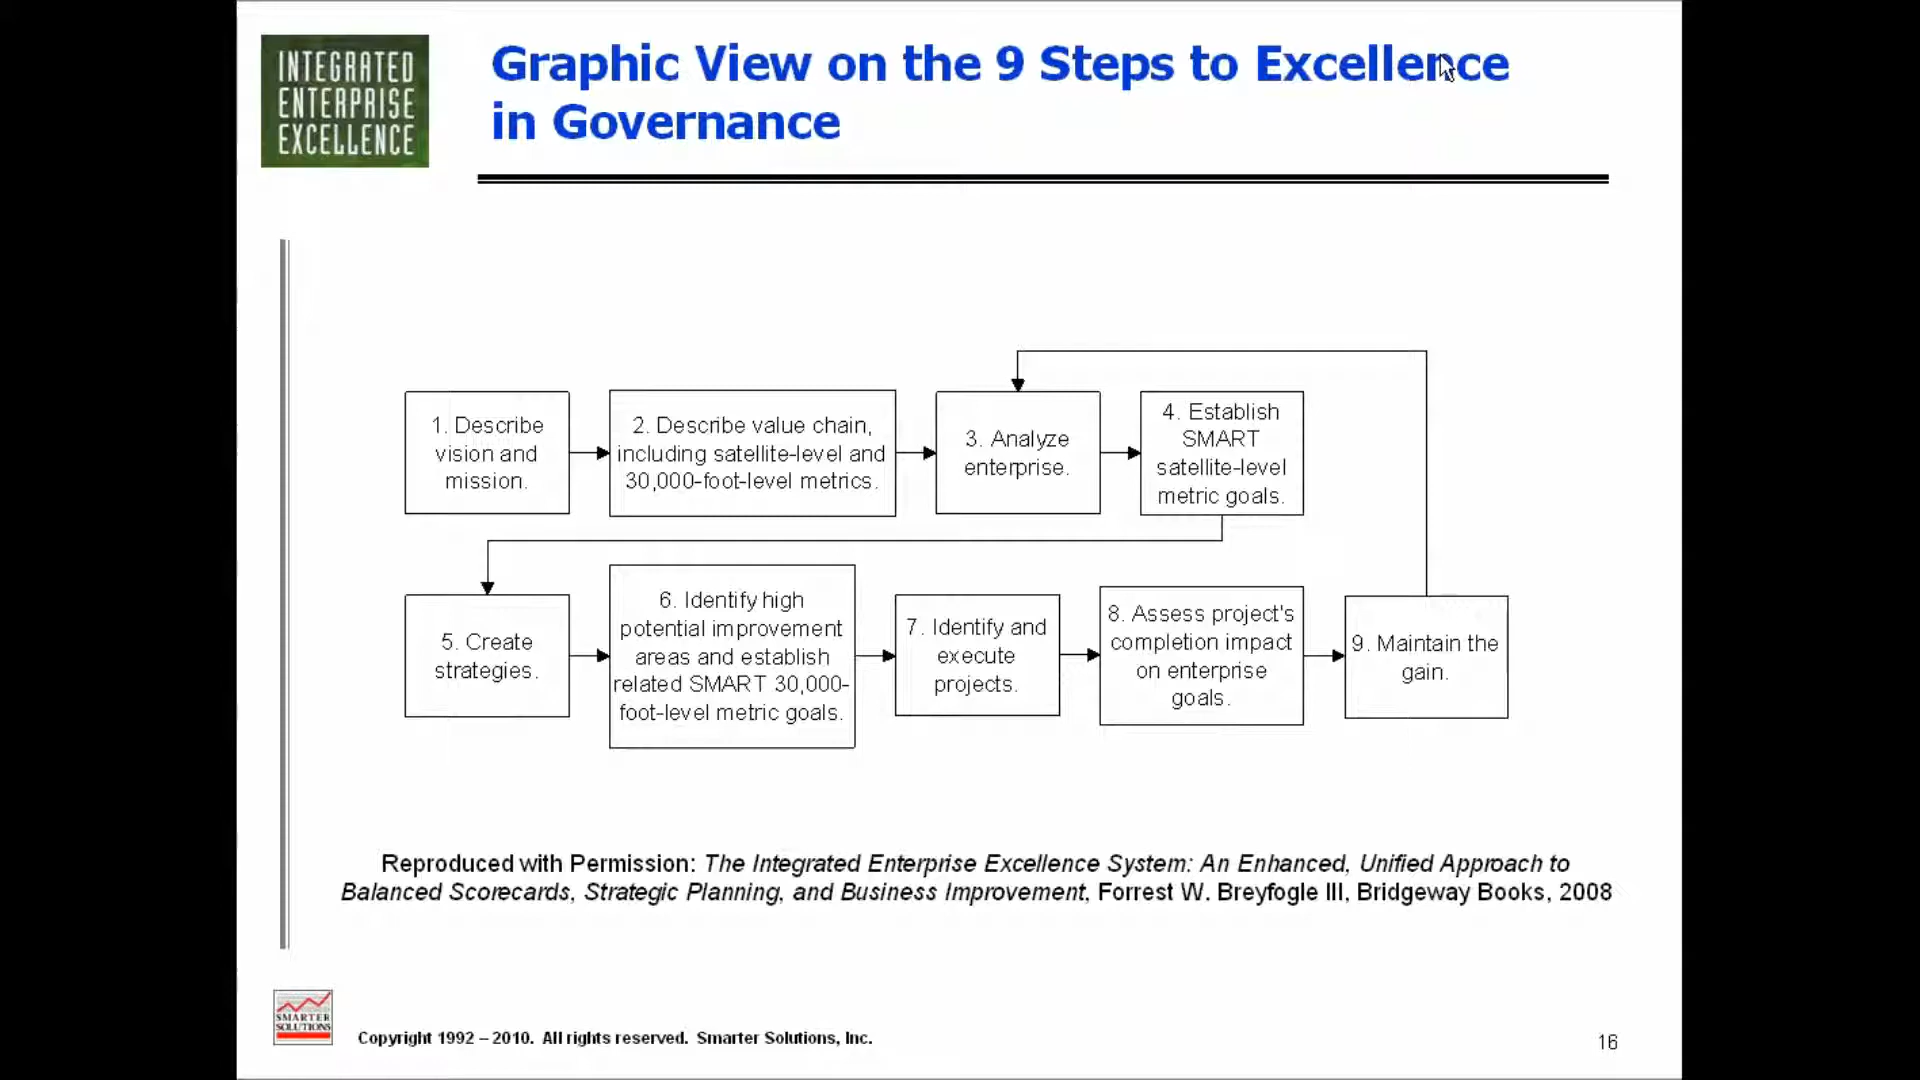 INTEGRATED
ENTERPRISE
EXCELLENCE
Graphic View on the 9 Steps to Excellence
in Governance
1. Describe
vision and
mission.
2. Describe value chain,
including satellite-level and
30,000-foot-level metrics.
3. Analyze
enterprise.
4. Establish
SMART
satellite-level
metric goals.
5. Create
strategies.
6. Identify high
potential improvement
areas and establish
related SMART 30,000-
foot-level metric goals.
7. Identify and
execute
projects.
8. Assess project's
completion impact
on enterprise
goals.
9. Maintain the
gain.
Reproduced with Permission: The Integrated Enterprise Excellence System: An Enhanced, Unified Approach to
Balanced Scorecards, Strategic Planning, and Business Improvement, Forrest W. Breyfogle III, Bridgeway Books, 2008
SMARTER
SOLUTIONS
Copyright 1992 – 2010. All rights reserved. Smarter Solutions, Inc.
16